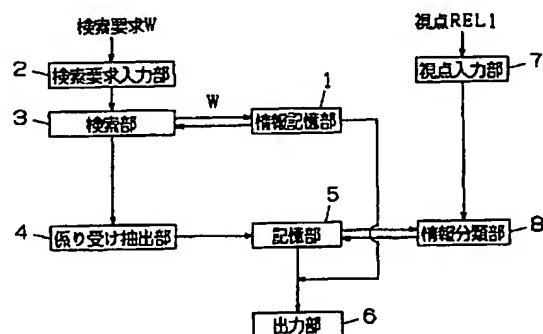 検索要求W
視点REL1
2
検索要求入力部
視点入力部
7
W
1
3
検索部
情報記憶部
5
4
係り受け抽出部
記憶部
情報分類部
8
出力部
6